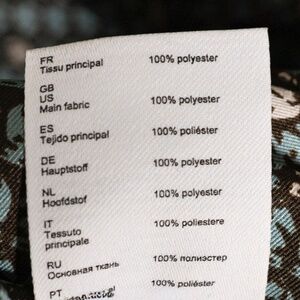 FR
Tissu principal 100% polyester
GB
US
Main fabric 100% polyester
ES
Tejido principal 100% poliéster
DE
Hauptstoff 100% polyester
NL
Hoofdstof 100% polyester
IT
Tessuto 100% poliestere
principale
RU
Основная ткань 100% полиэстер
PT 100% poliéster